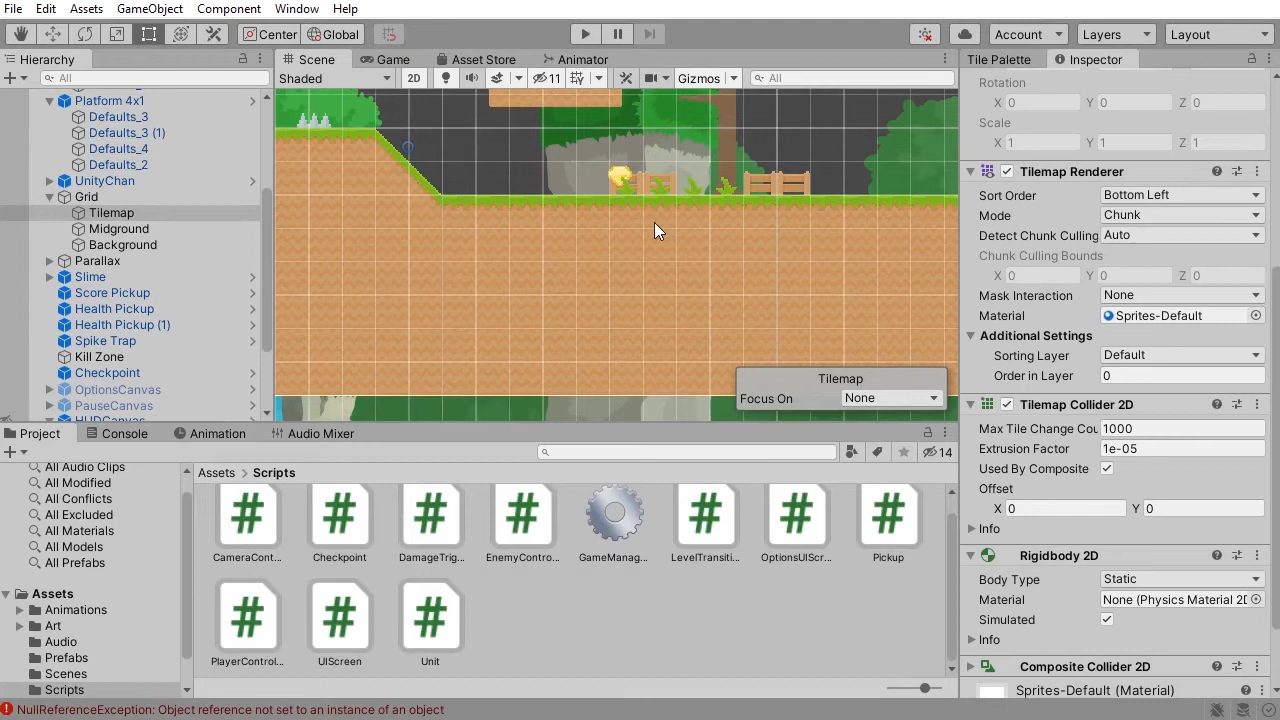 File Edit Assets GameObject Component Window Help
Center Global Account Layers Layout
Hierarchy
All
Platform 4x1
Defaults_3
Defaults_3 (1)
Defaults_4
Defaults_2
UnityChan
Grid
Tilemap
Midground
Background
Parallax
Slime
Score Pickup
Health Pickup
Health Pickup (1)
Spike Trap
Kill Zone
Checkpoint
OptionsCanvas
PauseCanvas
Scene Game Asset Store Animator
Shaded 2D 11 Gizmos All
Tilemap
Focus On None
Tile Palette Inspector
Rotation
X 0 Y 0 Z 0
Scale
X 1 Y 1 Z 1
Tilemap Renderer
Sort Order Bottom Left
Mode Chunk
Detect Chunk Culling Auto
Chunk Culling Bounds
X 0 Y 0 Z 0
Mask Interaction None
Material Sprites-Default
Additional Settings
Sorting Layer Default
Order in Layer 0
Tilemap Collider 2D
Max Tile Change Cou 1000
Extrusion Factor 1e-05
Used By Composite
Offset
X 0 Y 0
Info
Rigidbody 2D
Body Type Static
Material None (Physics Material 2D
Simulated
Info
Composite Collider 2D
Sprites-Default (Material)
Project Console Animation Audio Mixer
14
All Audio Clips
All Modified
All Conflicts
All Excluded
All Materials
All Models
All Prefabs
Assets
Animations
Art
Audio
Prefabs
Scenes
Scripts
Assets > Scripts
CameraCont... Checkpoint DamageTrig... EnemyContro... GameManag... LevelTransiti... OptionsUIScr... Pickup
PlayerControl... UIScreen Unit
NullReferenceException: Object reference not set to an instance of an object